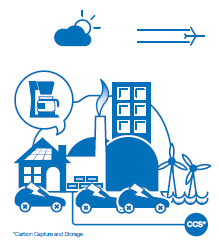 CCS*
*Carbon Capture and Storage